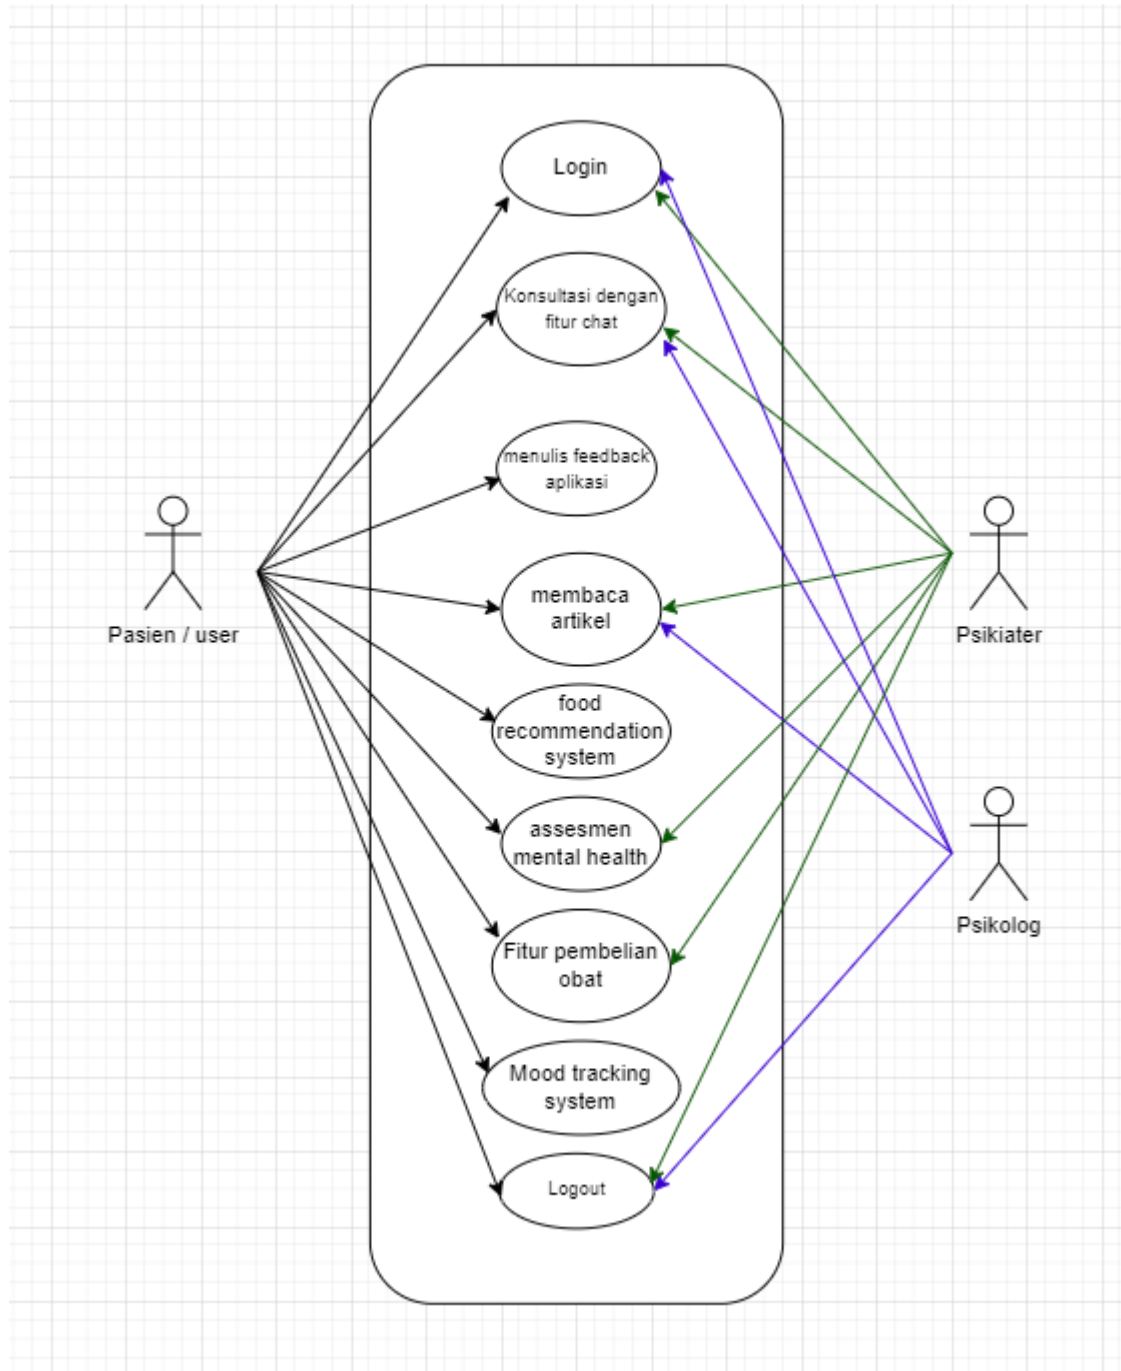 Login
Konsultasi dengan
fitur chat
menulis feedback
aplikasi
membaca
artikel
food
recommendation
system
assesmen
mental health
Fitur pembelian
obat
Mood tracking
system
Logout
Pasien / user
Psikiater
Psikolog